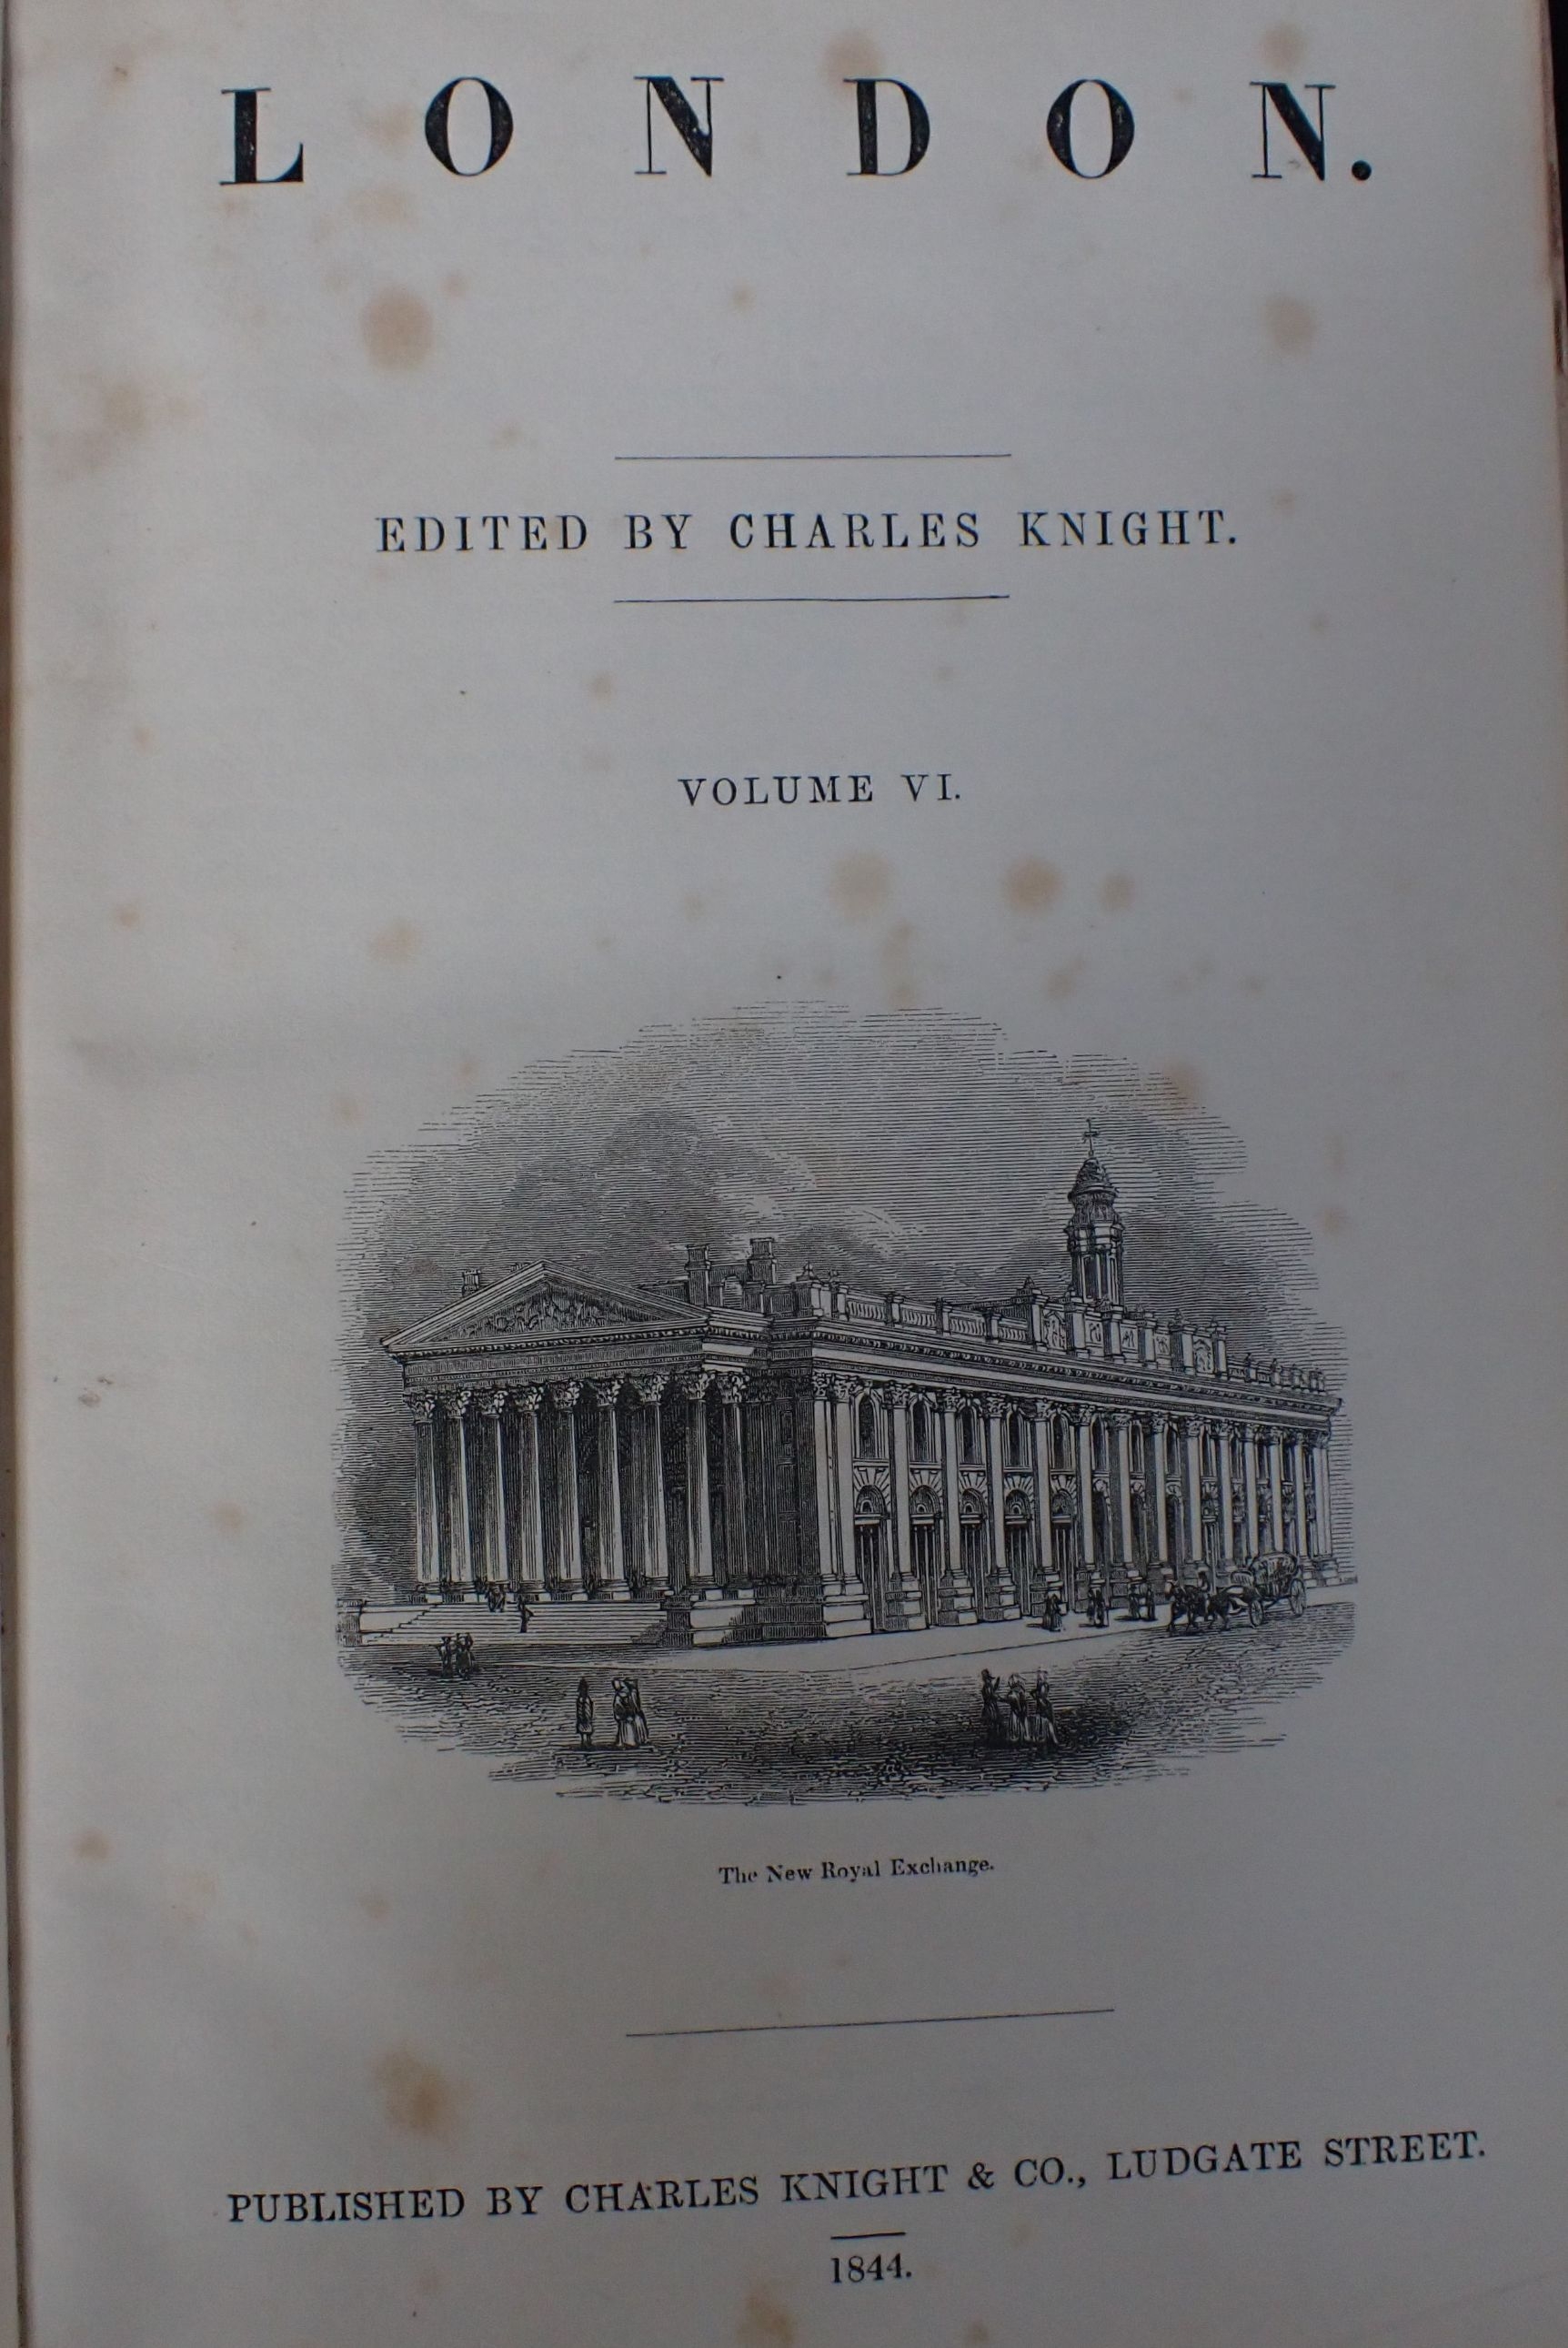 LONDON.
EDITED BY CHARLES KNIGHT.
VOLUME VI.
The New Royal Exchange.
PUBLISHED BY CHARLES KNIGHT & CO., LUDGATE STREET.
1844.